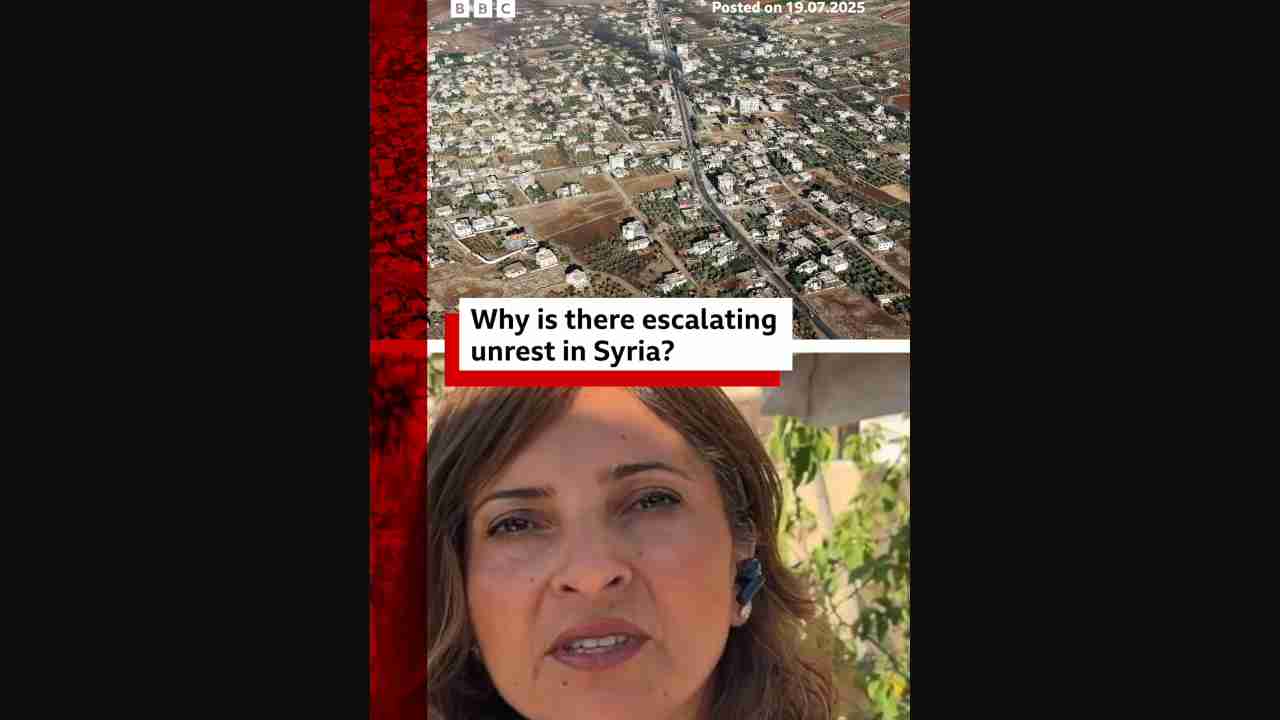 BBC
Posted on 19.07.2025
Why is there escalating
unrest in Syria?